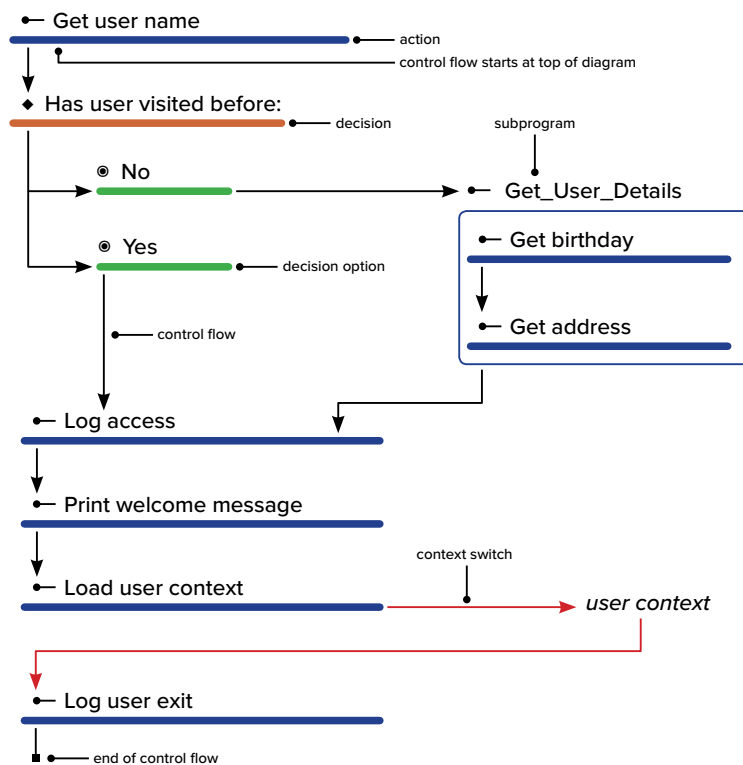 Get user name
action
control flow starts at top of diagram
Has user visited before:
decision
subprogram
No
Get_User_Details
Yes
Get birthday
decision option
control flow
Get address
Log access
Print welcome message
context switch
Load user context
user context
Log user exit
end of control flow